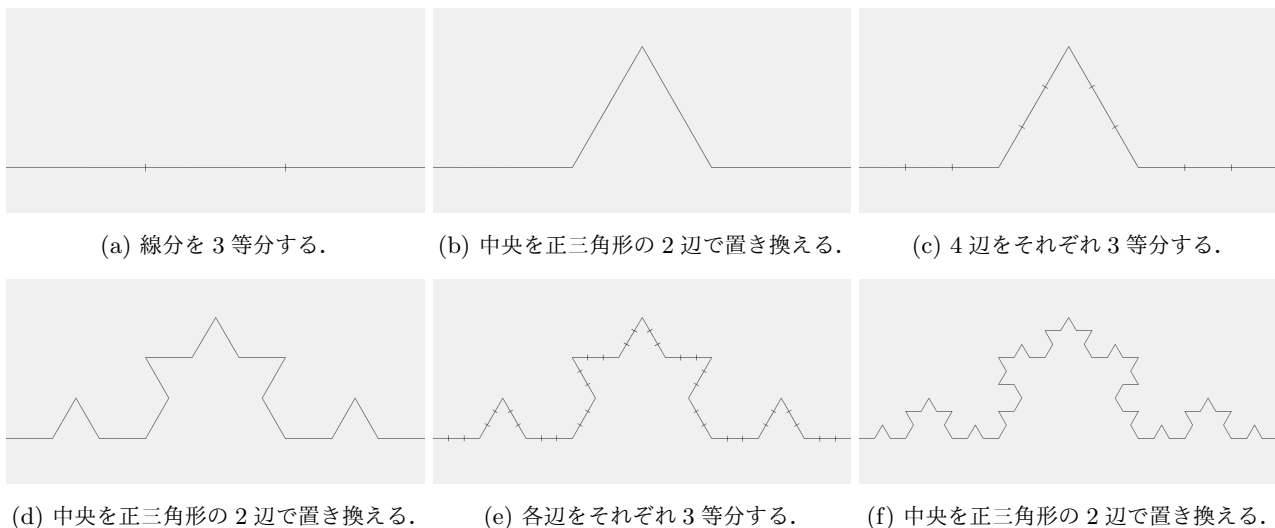 (a) 線分を 3 等分する．
(b) 中央を正三角形の 2 辺で置き換える．
(c) 4 辺をそれぞれ 3 等分する．
(d) 中央を正三角形の 2 辺で置き換える．
(e) 各辺をそれぞれ 3 等分する．
(f) 中央を正三角形の 2 辺で置き換える．